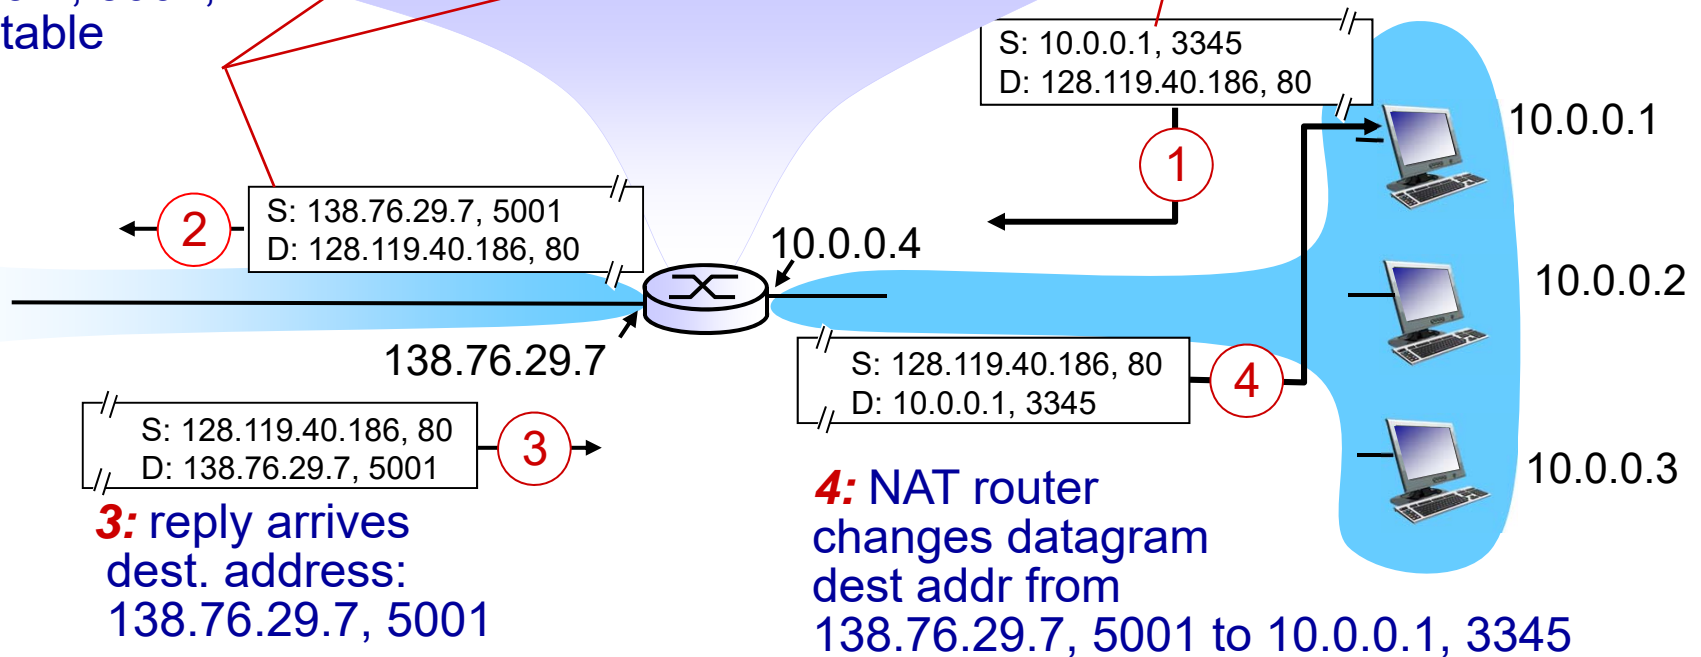 table
S: 10.0.0.1, 3345
D: 128.119.40.186, 80
10.0.0.1
1
2
S: 138.76.29.7, 5001
D: 128.119.40.186, 80
10.0.0.4
10.0.0.2
138.76.29.7
S: 128.119.40.186, 80
D: 10.0.0.1, 3345
4
S: 128.119.40.186, 80
D: 138.76.29.7, 5001
3
10.0.0.3
3: reply arrives
dest. address:
138.76.29.7, 5001
4: NAT router
changes datagram
dest addr from
138.76.29.7, 5001 to 10.0.0.1, 3345